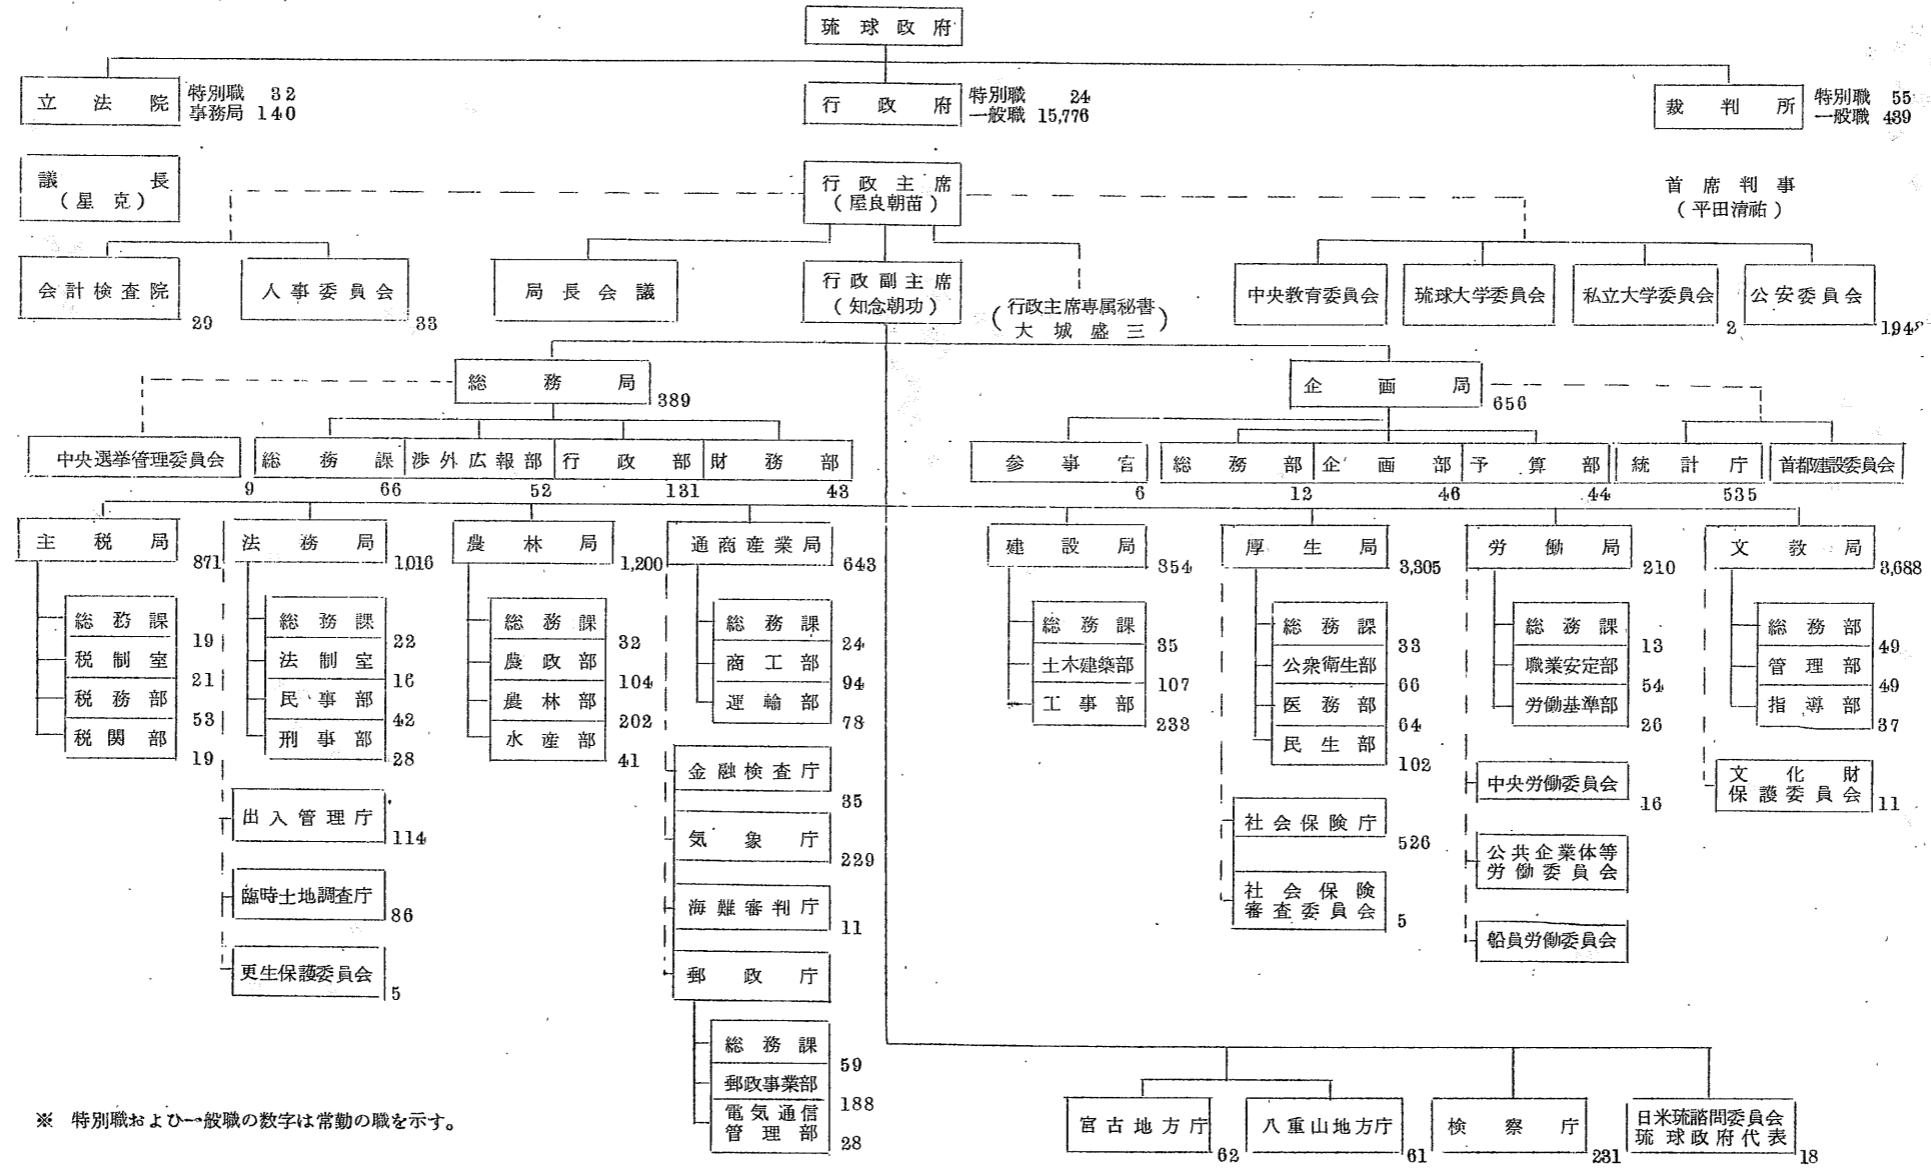 琉球政府
立法院
特別職 32
事務局 140
行政府
特別職 24
一般職 15,776
裁判所
特別職 55
一般職 439
議長
(星克)
行政主席
(屋良朝苗)
首席判事
(平田清祐)
会計検査院
29
人事委員会
33
局長会議
行政副主席
(知念朝功)
(行政主席専属秘書
大城盛三)
中央教育委員会
琉球大学委員会
私立大学委員会
2
公安委員会
総務局
389
企画局
656
中央選挙管理委員会
9
総務課
66
渉外広報部
52
行政部
131
財務部
43
参事官
6
総務部
12
企画部
46
予算部
44
統計庁
535
首都建設委員会
主税局
871
総務課
19
税制室
21
税務部
53
税関部
19
法務局
1,016
総務課
22
法制室
16
民事部
42
刑事部
28
出入管理庁
114
臨時土地調査庁
86
更生保護委員会
5
農林局
1,200
総務課
32
農政部
104
農林部
202
水産部
41
通商産業局
643
総務課
24
商工部
94
運輸部
78
金融検査庁
35
気象庁
229
海難審判庁
11
郵政庁
総務課
59
郵政事業部
188
電気通信
管理部
28
建設局
354
総務課
35
土木建築部
107
工事部
233
厚生局
3,305
総務課
33
公衆衛生部
66
医務部
64
民生部
102
社会保険庁
526
社会保険
審査委員会
5
労働局
210
総務課
13
職業安定部
54
労働基準部
26
中央労働委員会
16
公共企業体等
労働委員会
船員労働委員会
文教局
3,688
総務部
49
管理部
49
指導部
37
文化財
保護委員会
11
宮古地方庁
62
八重山地方庁
61
検察庁
231
日米琉諮問委員会
琉球政府代表
18
※ 特別職および一般職の数字は常勤の職を示す。